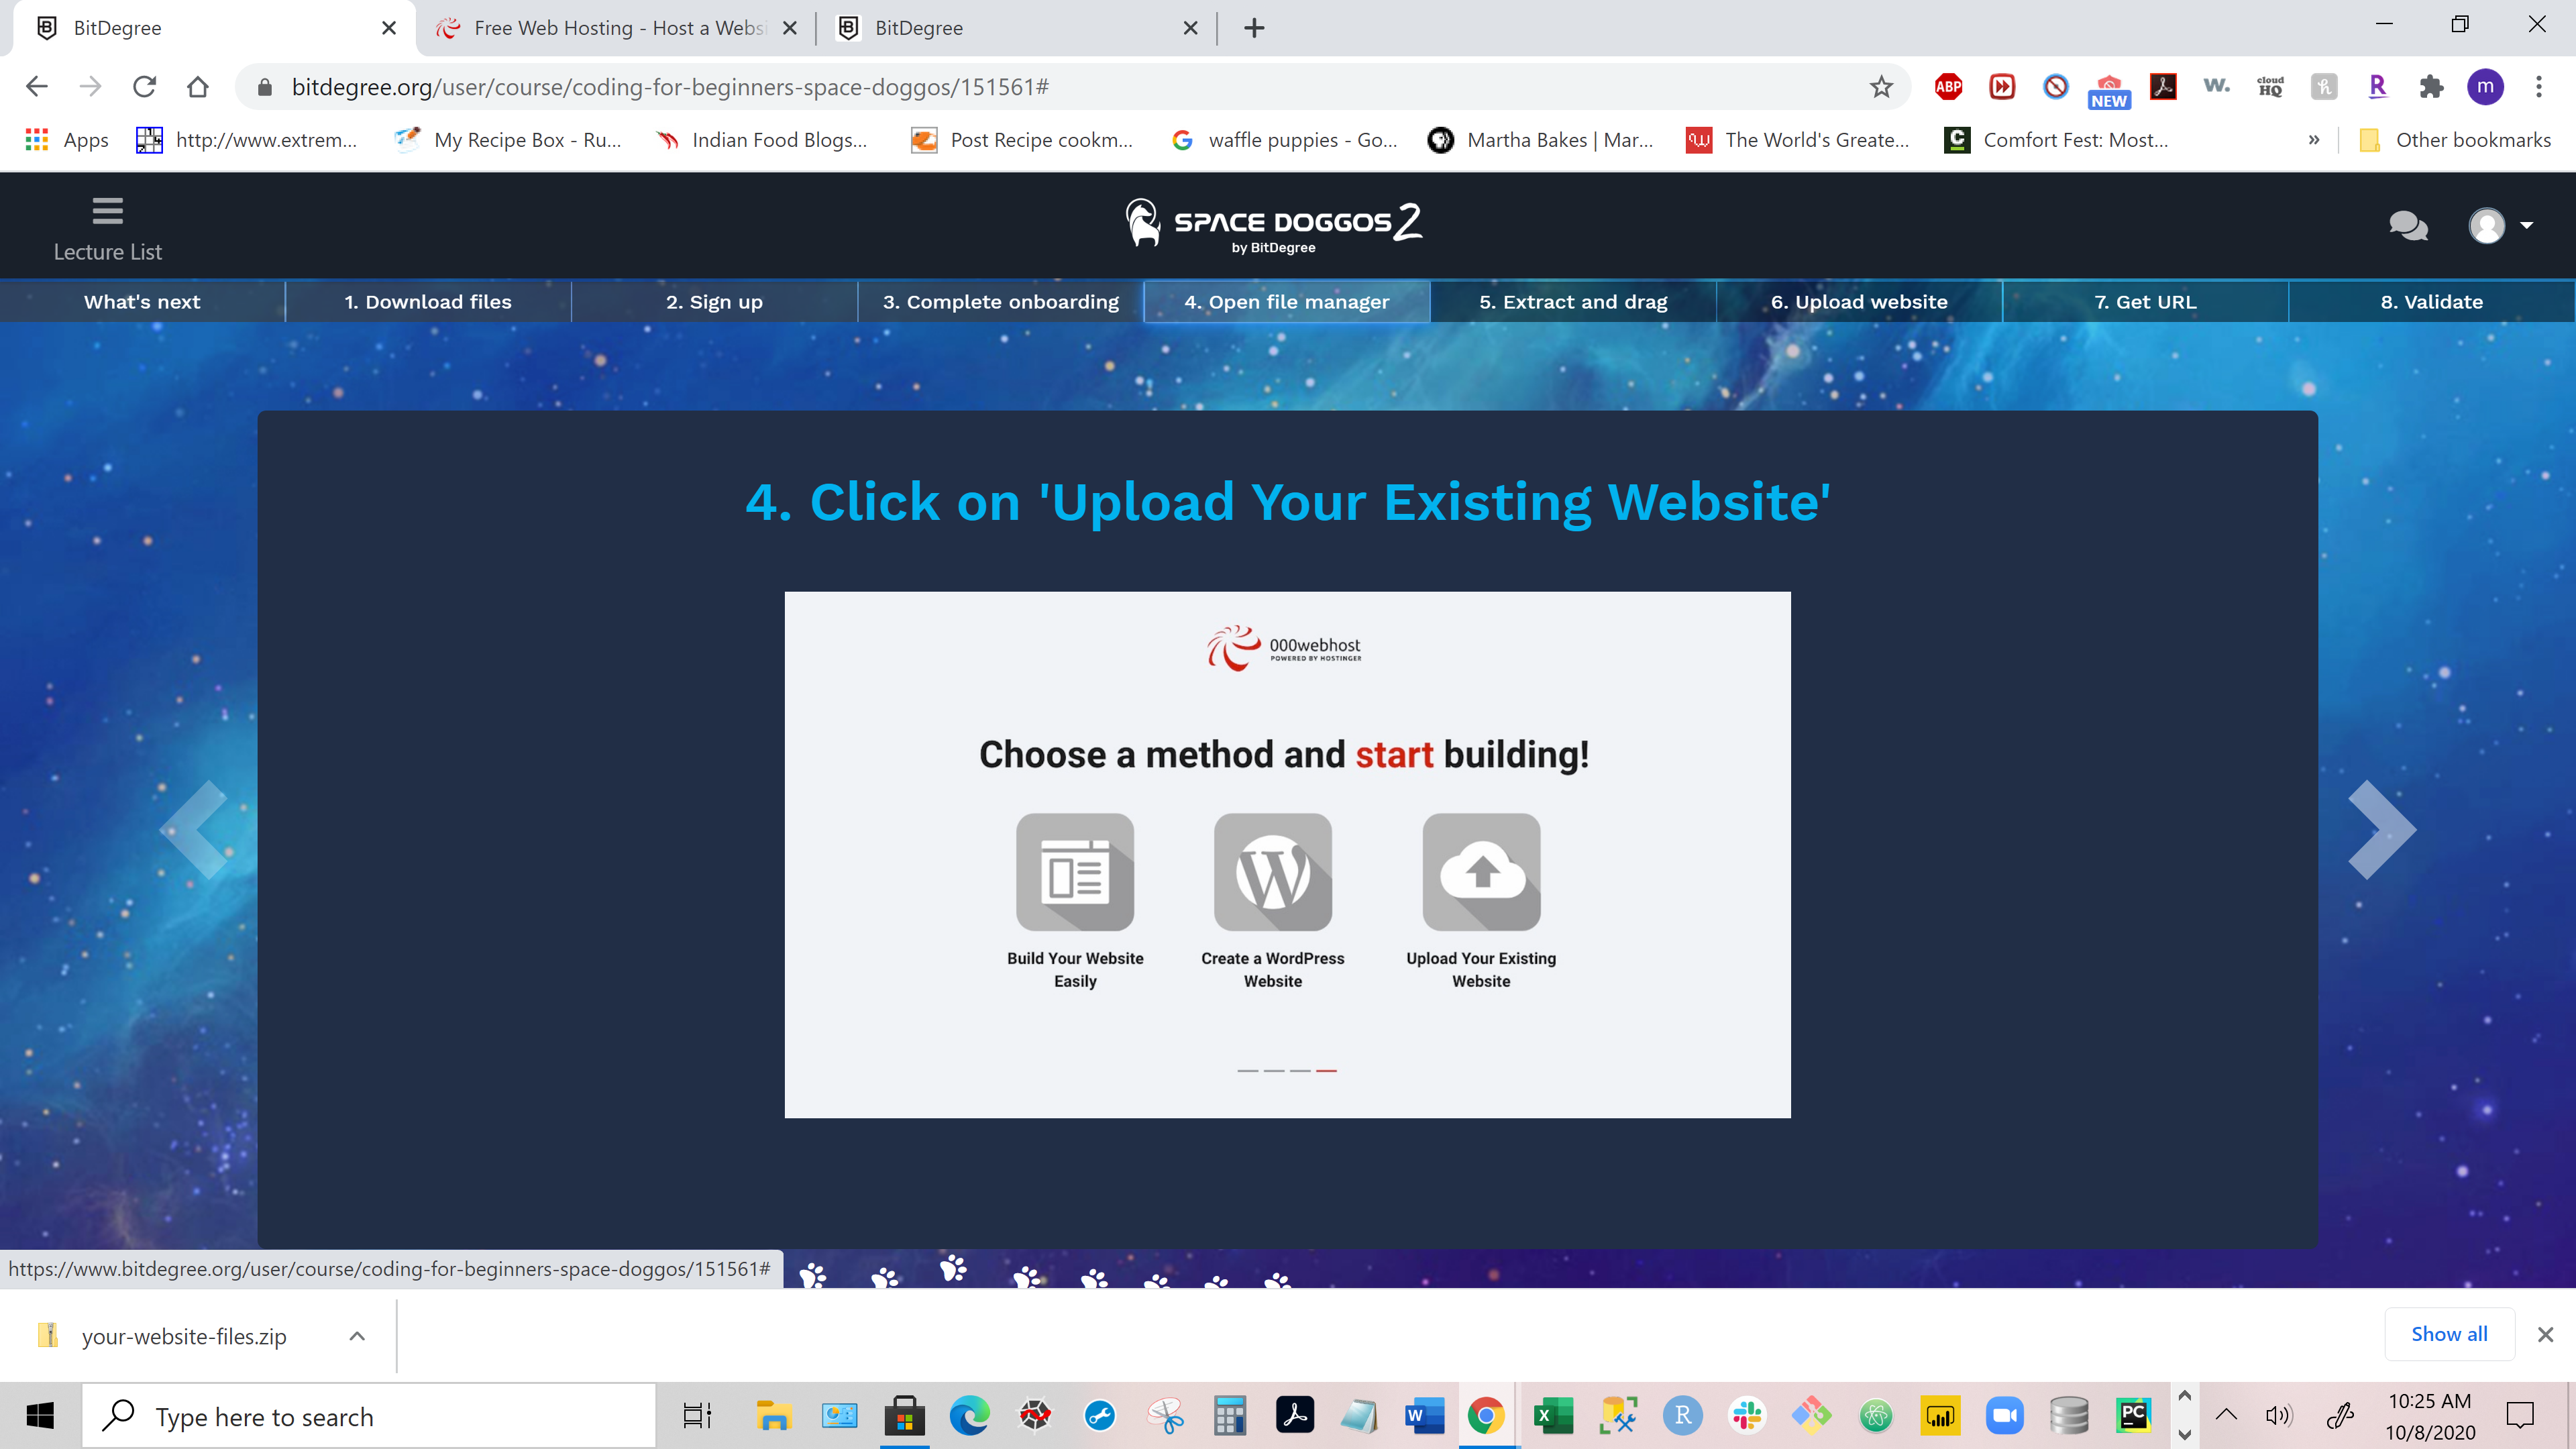 BitDegree
Free Web Hosting - Host a Webs
BitDegree
bitdegree.org/user/course/coding-for-beginners-space-doggos/151561#
ABP
NEW
w.
cloud HQ
h
R
m
Apps
http://www.extrem...
My Recipe Box - Ru...
Indian Food Blogs...
Post Recipe cookm...
waffle puppies - Go...
Martha Bakes | Mar...
The World's Greate...
Comfort Fest: Most...
»
Other bookmarks
Lecture List
SPACE DOGGOS 2
by BitDegree
What's next
1. Download files
2. Sign up
3. Complete onboarding
4. Open file manager
5. Extract and drag
6. Upload website
7. Get URL
8. Validate
4. Click on 'Upload Your Existing Website'
000webhost
POWERED BY HOSTINGER
Choose a method and start building!
Build Your Website
Easily
Create a WordPress
Website
Upload Your Existing
Website
https://www.bitdegree.org/user/course/coding-for-beginners-space-doggos/151561#
your-website-files.zip
Show all
Type here to search
10:25 AM
10/8/2020